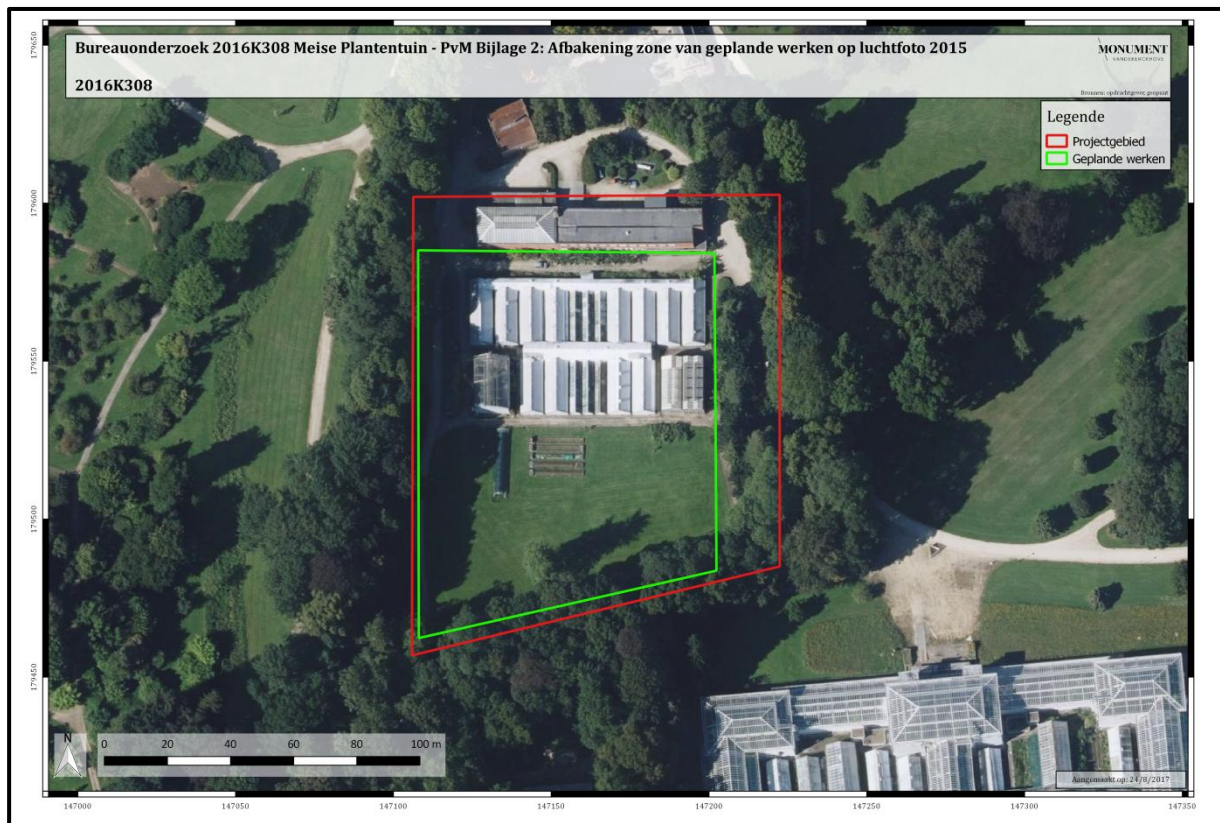 Bureauonderzoek 2016K308 Meise Plantentuin - PvM Bijlage 2: Afbakening zone van geplande werken op luchtfoto 2015
2016K308
MONUMENT
VANDEKERCKHOVE
Bronnen: opdrachtgever, geopunt
Legende
Projectgebied
Geplande werken
179650
179600
179550
179500
179450
N
0 20 40 60 80 100 m
Aangemaakt op: 24/8/2017
147000 147050 147100 147150 147200 147250 147300 147350